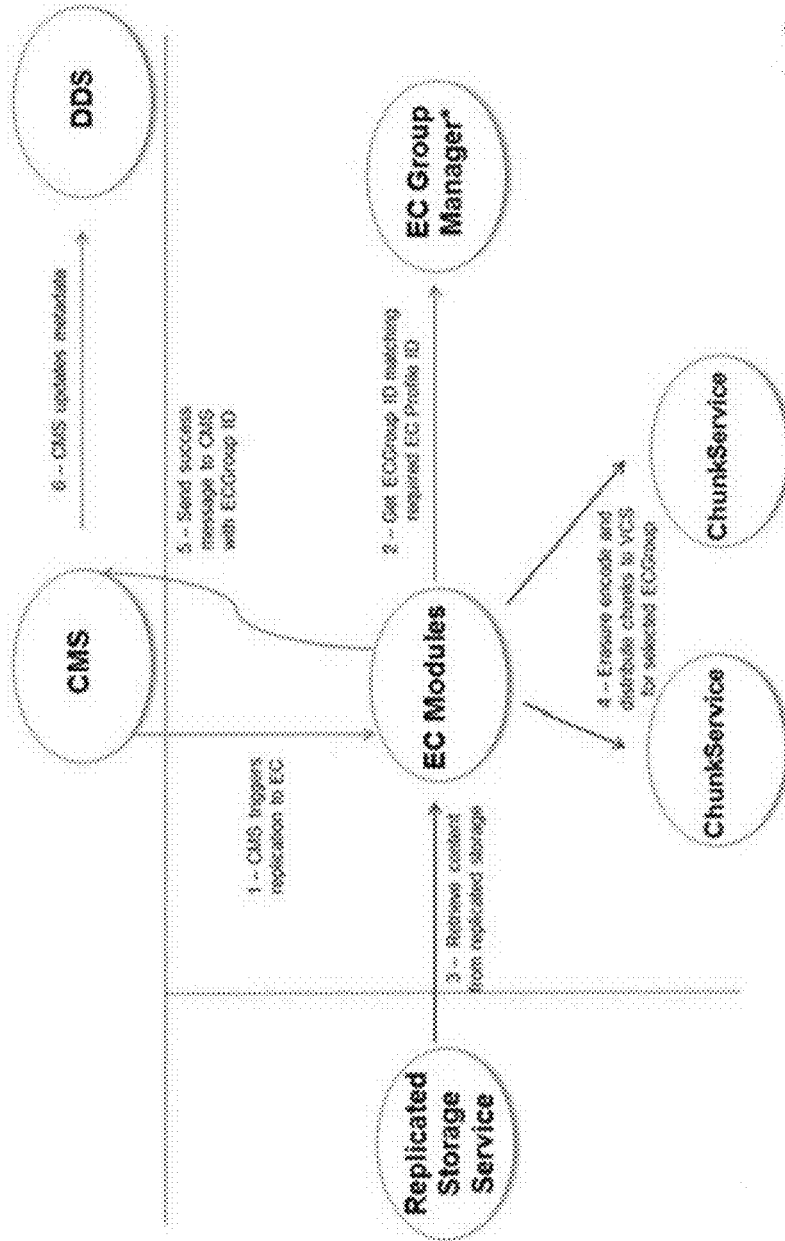 CMS
DDS
6 -- CMS updates metadata
1 -- CMS triggers
replication to EC
5 -- Send success
message to CMS
with ECGroup ID
Replicated
Storage
Service
3 -- Retrieve content
from replicated storage
EC Modules
2 -- Get ECGroup ID matching
required EC Profile ID
EC Group
Manager*
4 -- Erasure encode and
distribute chunks to VCS
for selected ECGroup
ChunkService
ChunkService